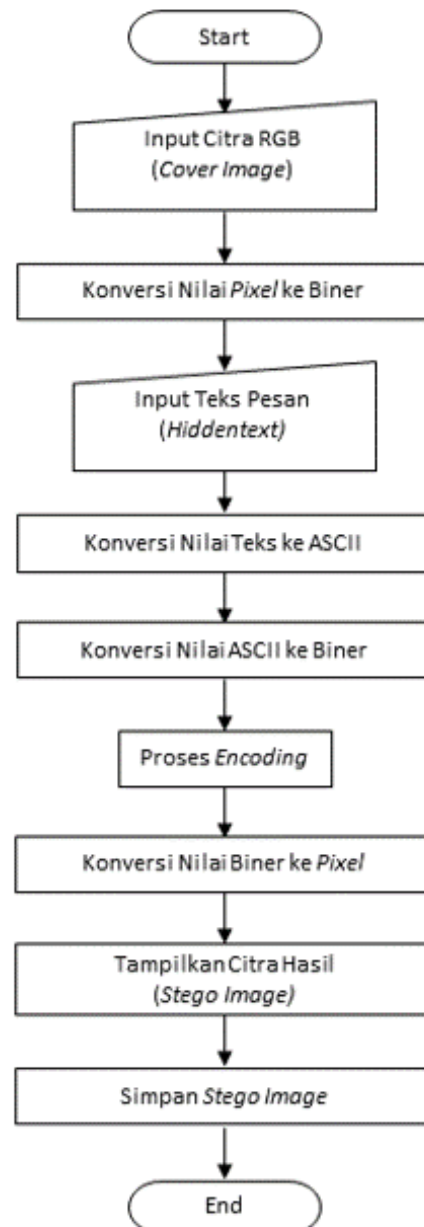 Start
Input Citra RGB
(Cover Image)
Konversi Nilai Pixel ke Biner
Input Teks Pesan
(Hiddentext)
Konversi Nilai Teks ke ASCII
Konversi Nilai ASCII ke Biner
Proses Encoding
Konversi Nilai Biner ke Pixel
Tampilkan Citra Hasil
(Stego Image)
Simpan Stego Image
End